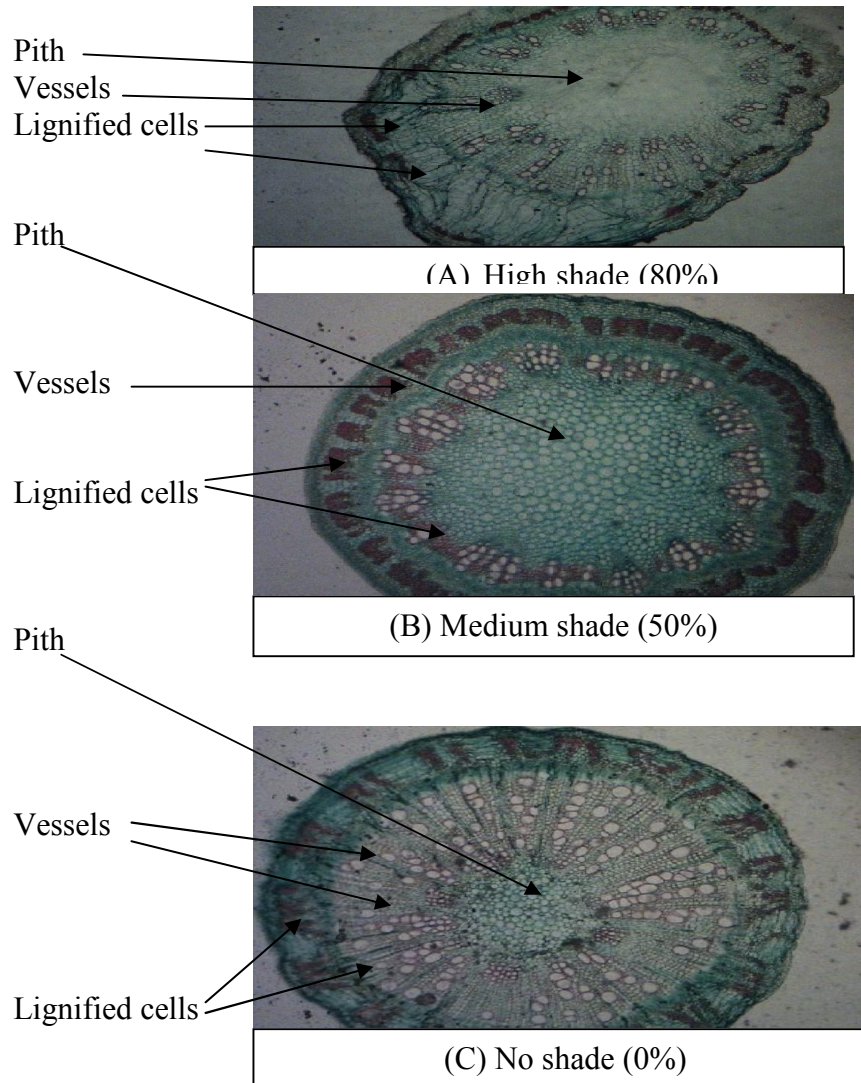 Pith
Vessels
Lignified cells
(A) High shade (80%)
Pith
Vessels
Lignified cells
(B) Medium shade (50%)
Pith
Vessels
Lignified cells
(C) No shade (0%)